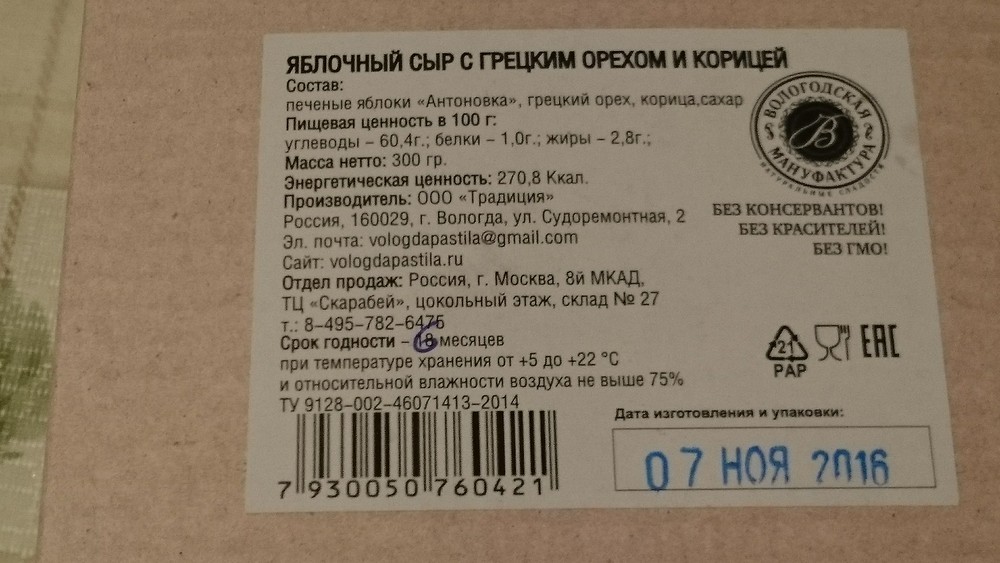 ЯБЛОЧНЫЙ СЫР С ГРЕЦКИМ ОРЕХОМ И КОРИЦЕЙ
Состав:
печеные яблоки «Антоновка», грецкий орех, корица,сахар
Пищевая ценность в 100 г:
углеводы – 60,4г.; белки – 1,0г.; жиры – 2,8г.;
Масса нетто: 300 гр.
Энергетическая ценность: 270,8 Ккал.
Производитель: ООО «Традиция»
Россия, 160029, г. Вологда, ул. Судоремонтная, 2
Эл. почта: vologdapastila@gmail.com
Сайт: vologdapastila.ru
Отдел продаж: Россия, г. Москва, 8й МКАД,
ТЦ «Скарабей», цокольный этаж, склад № 27
т.: 8–495–782–6475
Срок годности – 6 месяцев
при температуре хранения от +5 до +22 °C
и относительной влажности воздуха не выше 75%
ТУ 9128–002–46071413–2014
7 930050 760421
ВОЛОГОДСКАЯ
В
МАНУФАКТУРА
НАТУРАЛЬНЫЕ СЛАДОСТИ
БЕЗ КОНСЕРВАНТОВ!
БЕЗ КРАСИТЕЛЕЙ!
БЕЗ ГМО!
21
PAP
EAC
Дата изготовления и упаковки:
07 НОЯ 2016